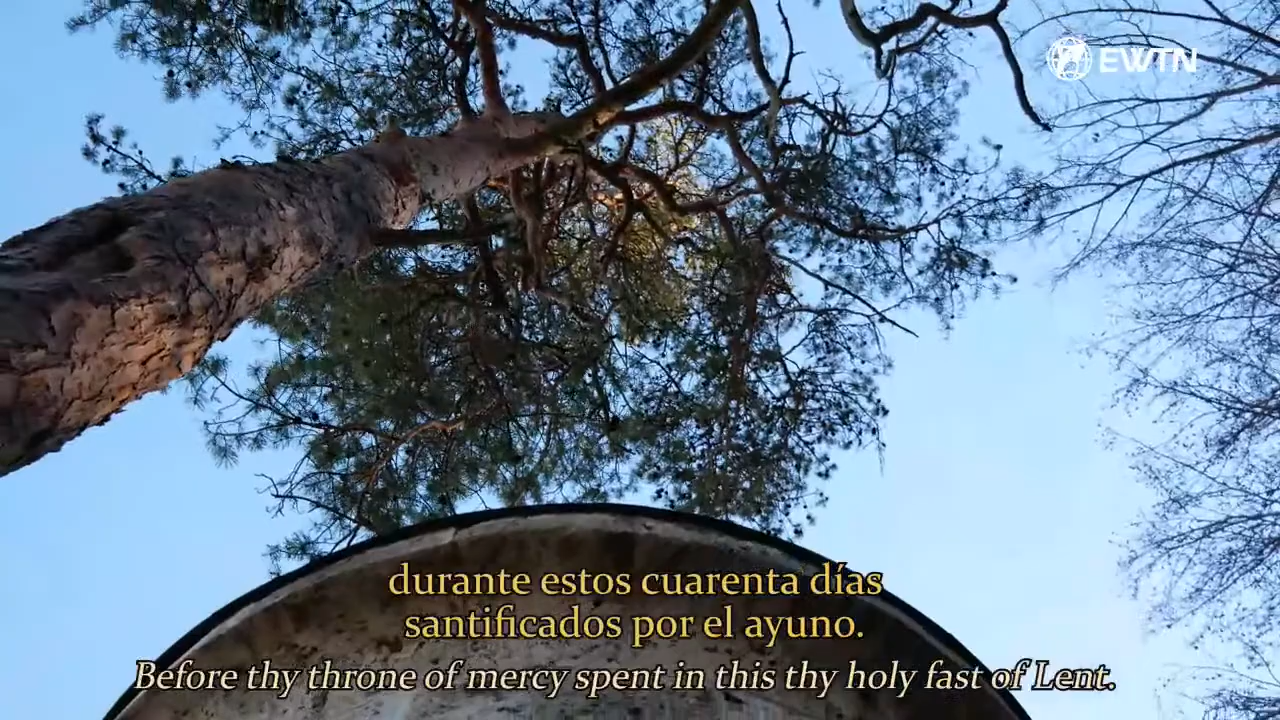 EWTN
durante estos cuarenta días
santificados por el ayuno.
Before thy throne of mercy spent in this thy holy fast of Lent.